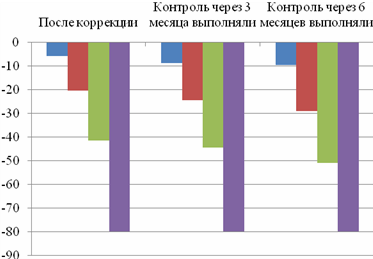 После коррекции
Контроль через 3
месяца выполняли
Контроль через 6
месяцев выполняли
0
-10
-20
-30
-40
-50
-60
-70
-80
-90